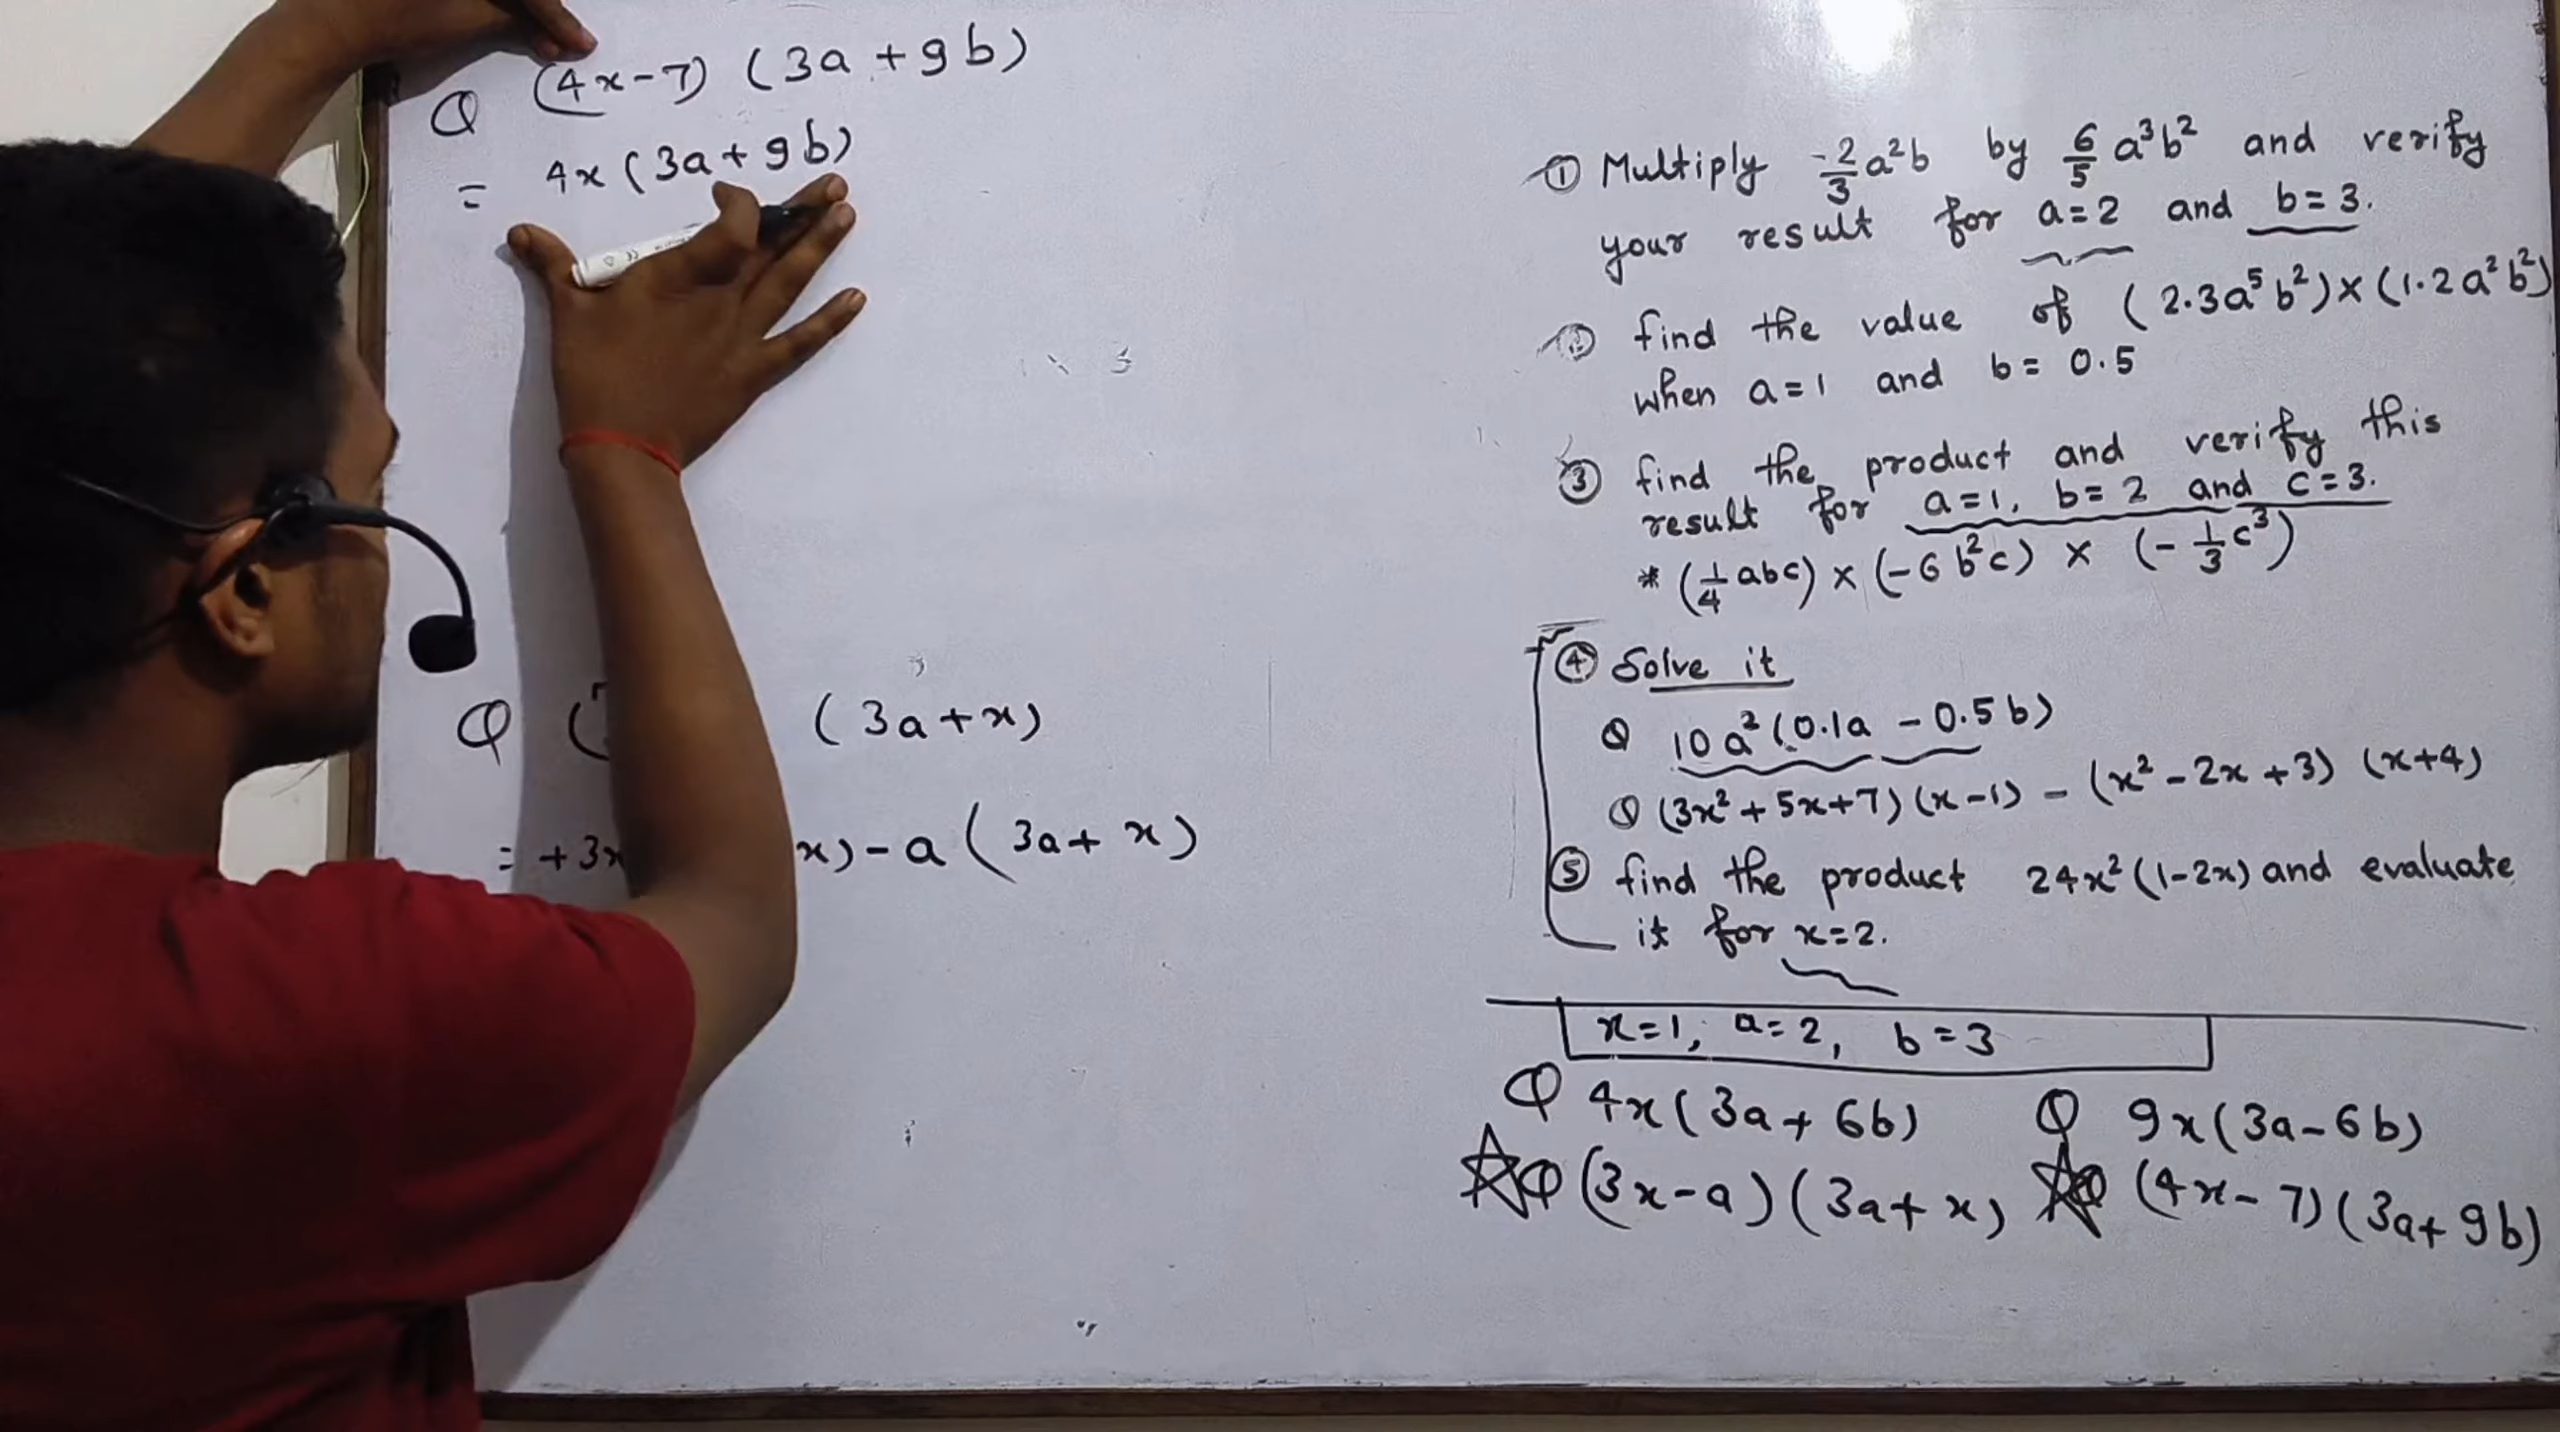 Q (4x-7) (3a+9b)
= 4x (3a+9b)
Q ( (3a+x)
= +3x x) - a (3a+x)
① Multiply -2/3 a²b by 6/5 a³b² and verify
your result for a=2 and b=3.
② find the value of (2.3a⁵b²)×(1.2a²b²)
when a=1 and b=0.5
③ find the product and verify this
result for a=1, b=2 and c=3.
* (1/4 abc) × (-6b²c) × (-1/3 c³)
④ Solve it
Q 10a²(0.1a - 0.5b)
Q (3x²+5x+7)(x-1) - (x²-2x+3) (x+4)
⑤ find the product 24x²(1-2x) and evaluate
it for x=2.
x=1, a=2, b=3
Q 4x(3a+6b) Q 9x(3a-6b)
☆Q (3x-a)(3a+x) ☆Q (4x-7)(3a+9b)